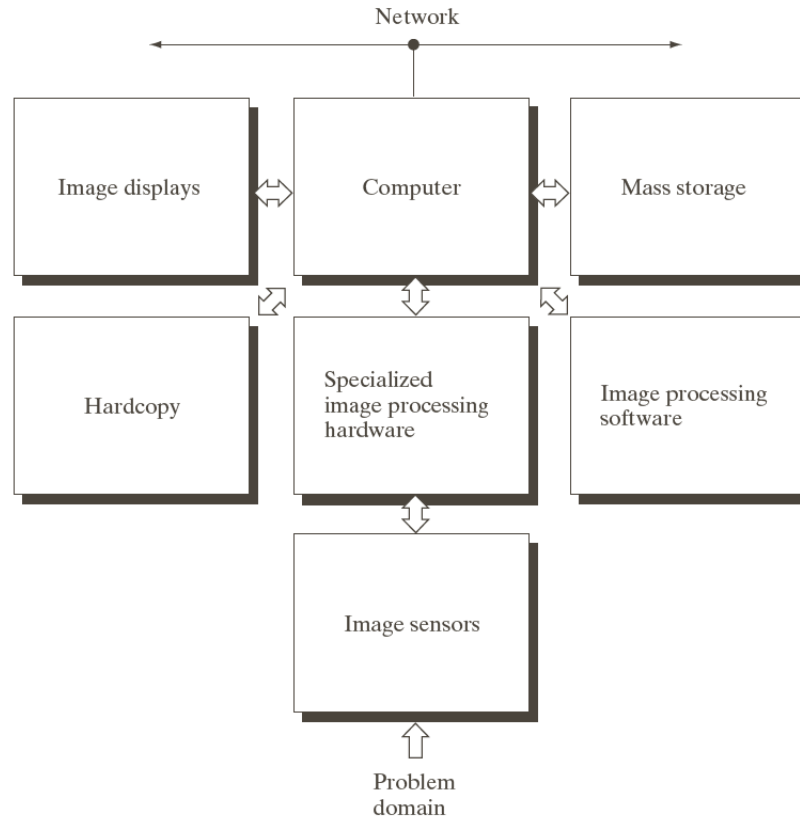 Network
Image displays
Computer
Mass storage
Hardcopy
Specialized
image processing
hardware
Image processing
software
Image sensors
Problem
domain